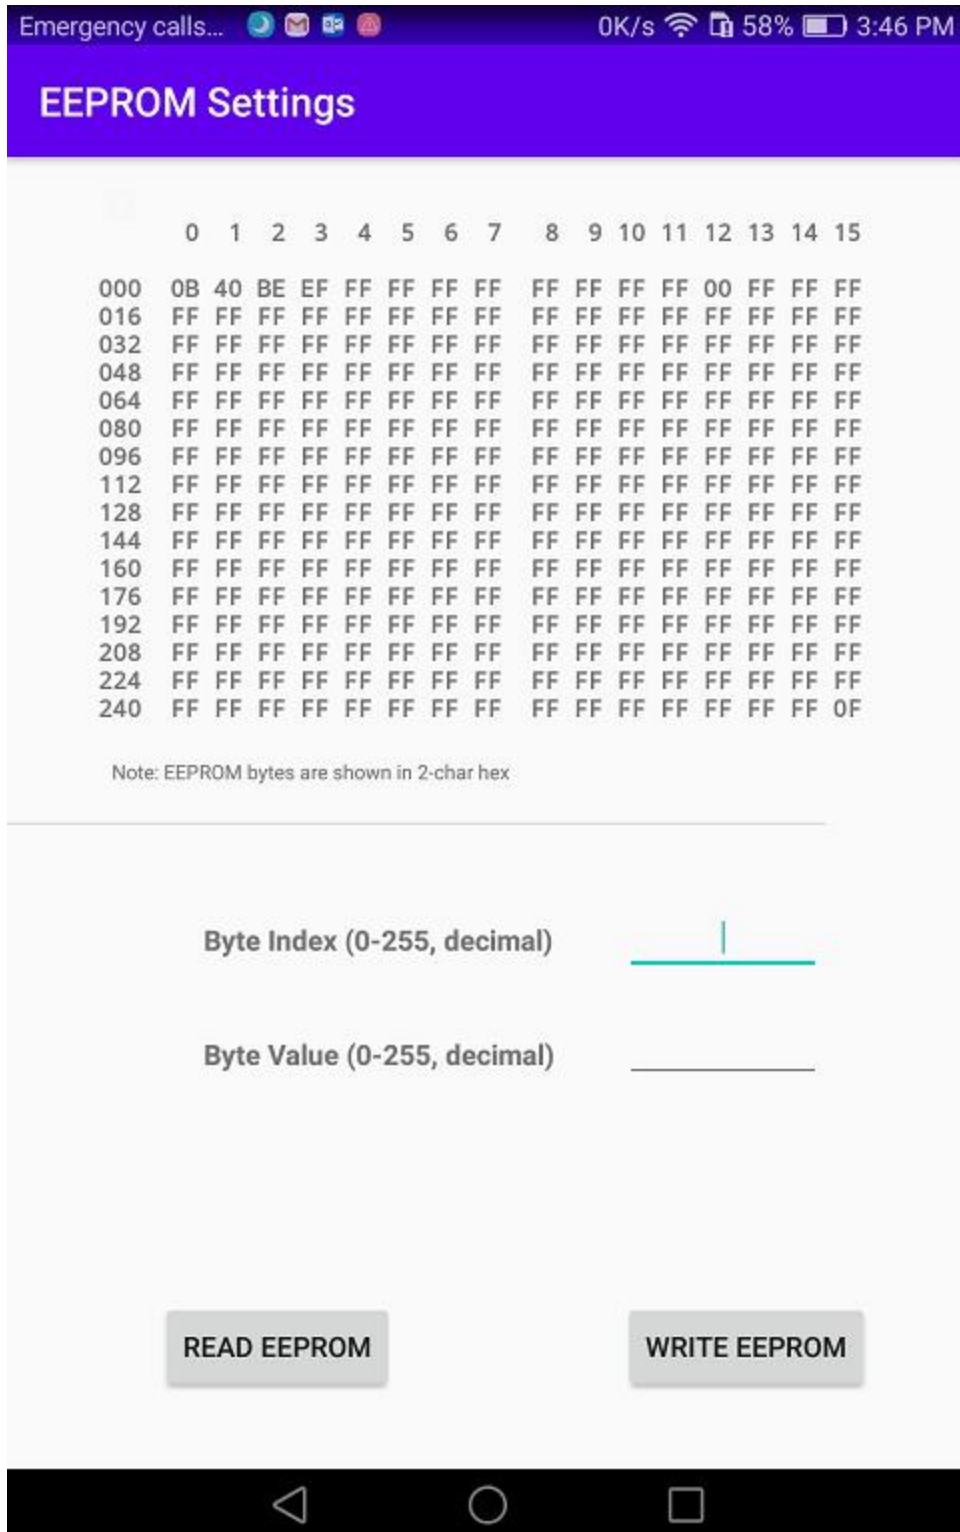 Emergency calls... 0K/s 58% 3:46 PM
EEPROM Settings
0 1 2 3 4 5 6 7 8 9 10 11 12 13 14 15
000 0B 40 BE EF FF FF FF FF FF FF FF FF 00 FF FF FF
016 FF FF FF FF FF FF FF FF FF FF FF FF FF FF FF FF
032 FF FF FF FF FF FF FF FF FF FF FF FF FF FF FF FF
048 FF FF FF FF FF FF FF FF FF FF FF FF FF FF FF FF
064 FF FF FF FF FF FF FF FF FF FF FF FF FF FF FF FF
080 FF FF FF FF FF FF FF FF FF FF FF FF FF FF FF FF
096 FF FF FF FF FF FF FF FF FF FF FF FF FF FF FF FF
112 FF FF FF FF FF FF FF FF FF FF FF FF FF FF FF FF
128 FF FF FF FF FF FF FF FF FF FF FF FF FF FF FF FF
144 FF FF FF FF FF FF FF FF FF FF FF FF FF FF FF FF
160 FF FF FF FF FF FF FF FF FF FF FF FF FF FF FF FF
176 FF FF FF FF FF FF FF FF FF FF FF FF FF FF FF FF
192 FF FF FF FF FF FF FF FF FF FF FF FF FF FF FF FF
208 FF FF FF FF FF FF FF FF FF FF FF FF FF FF FF FF
224 FF FF FF FF FF FF FF FF FF FF FF FF FF FF FF FF
240 FF FF FF FF FF FF FF FF FF FF FF FF FF FF FF 0F
Note: EEPROM bytes are shown in 2-char hex
Byte Index (0-255, decimal)
Byte Value (0-255, decimal)
READ EEPROM WRITE EEPROM